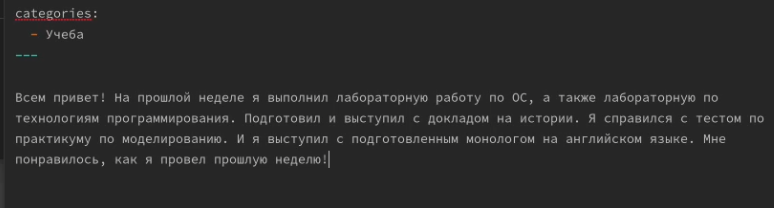 categories:
- Учеба
---
Всем привет! На прошлой неделе я выполнил лабораторную работу по ОС, а также лабораторную по
технологиям программирования. Подготовил и выступил с докладом на истории. Я справился с тестом по
практикуму по моделированию. И я выступил с подготовленным монологом на английском языке. Мне
понравилось, как я провел прошлую неделю!